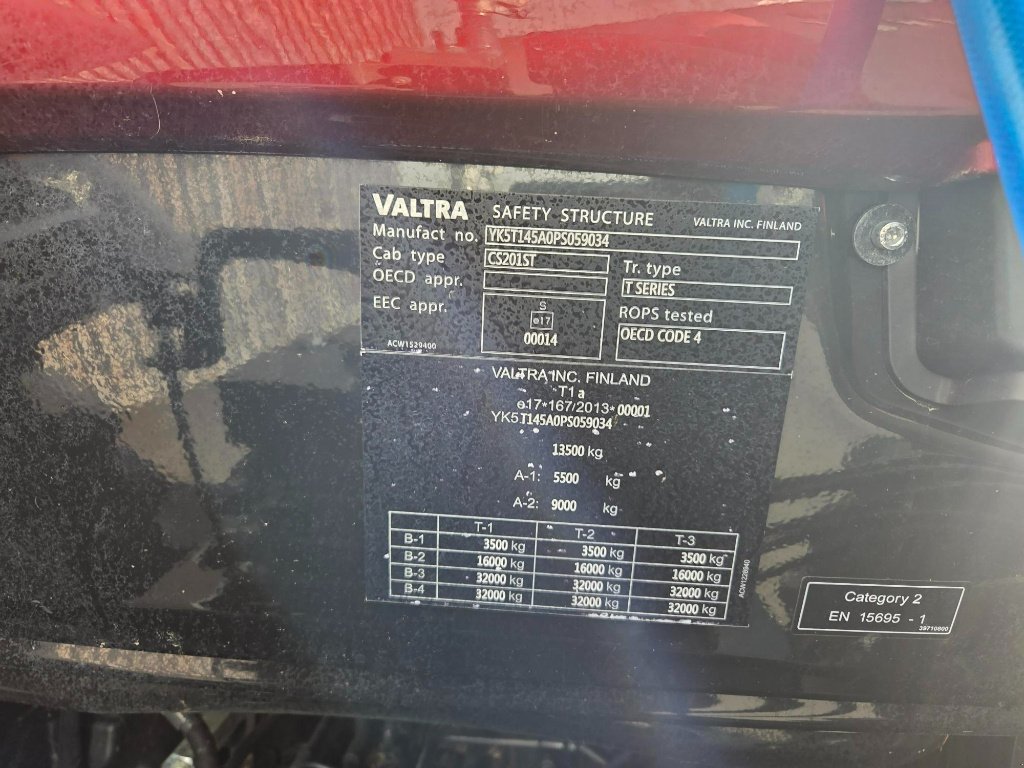 VALTRA SAFETY STRUCTURE VALTRA INC. FINLAND
Manufact no. YK5T145A0PS059034
Cab type CS201ST
Tr. type
OECD appr.
T SERIES
EEC appr. S
e17
00014
ROPS tested
OECD CODE 4
ACW1529400
VALTRA INC. FINLAND
T1a
e17*167/2013*00001
YK5T145A0PS059034
13500 kg
A-1: 5500 kg
A-2: 9000 kg
T-1 T-2 T-3
B-1 3500 kg 3500 kg 3500 kg
B-2 16000 kg 16000 kg 16000 kg
B-3 32000 kg 32000 kg 32000 kg
B-4 32000 kg 32000 kg 32000 kg
Category 2
EN 15695 - 1
39710800